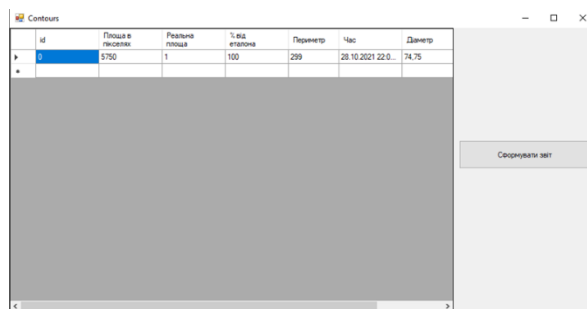 Contours
id Площа в пікселях Реальна площа % від еталона Периметр Час Діаметр
0 5750 1 100 299 28.10.2021 22:0... 74,75
Сформувати звіт